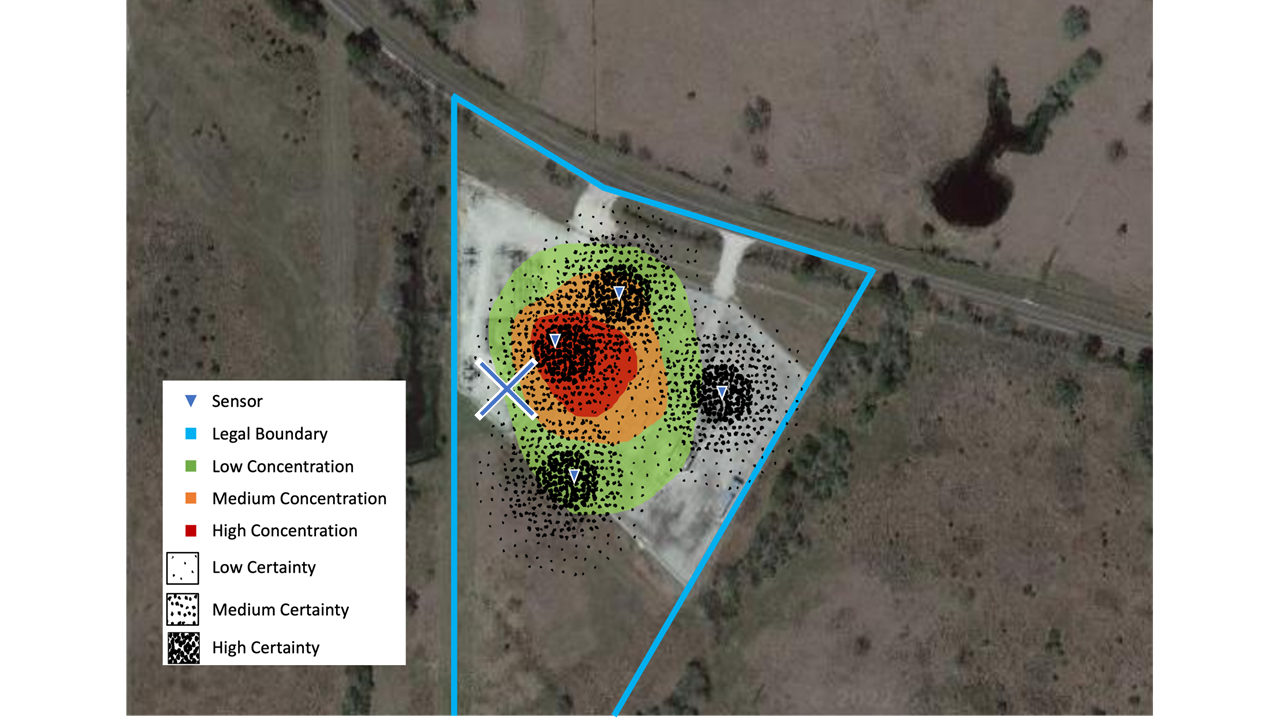 Sensor
Legal Boundary
Low Concentration
Medium Concentration
High Concentration
Low Certainty
Medium Certainty
High Certainty